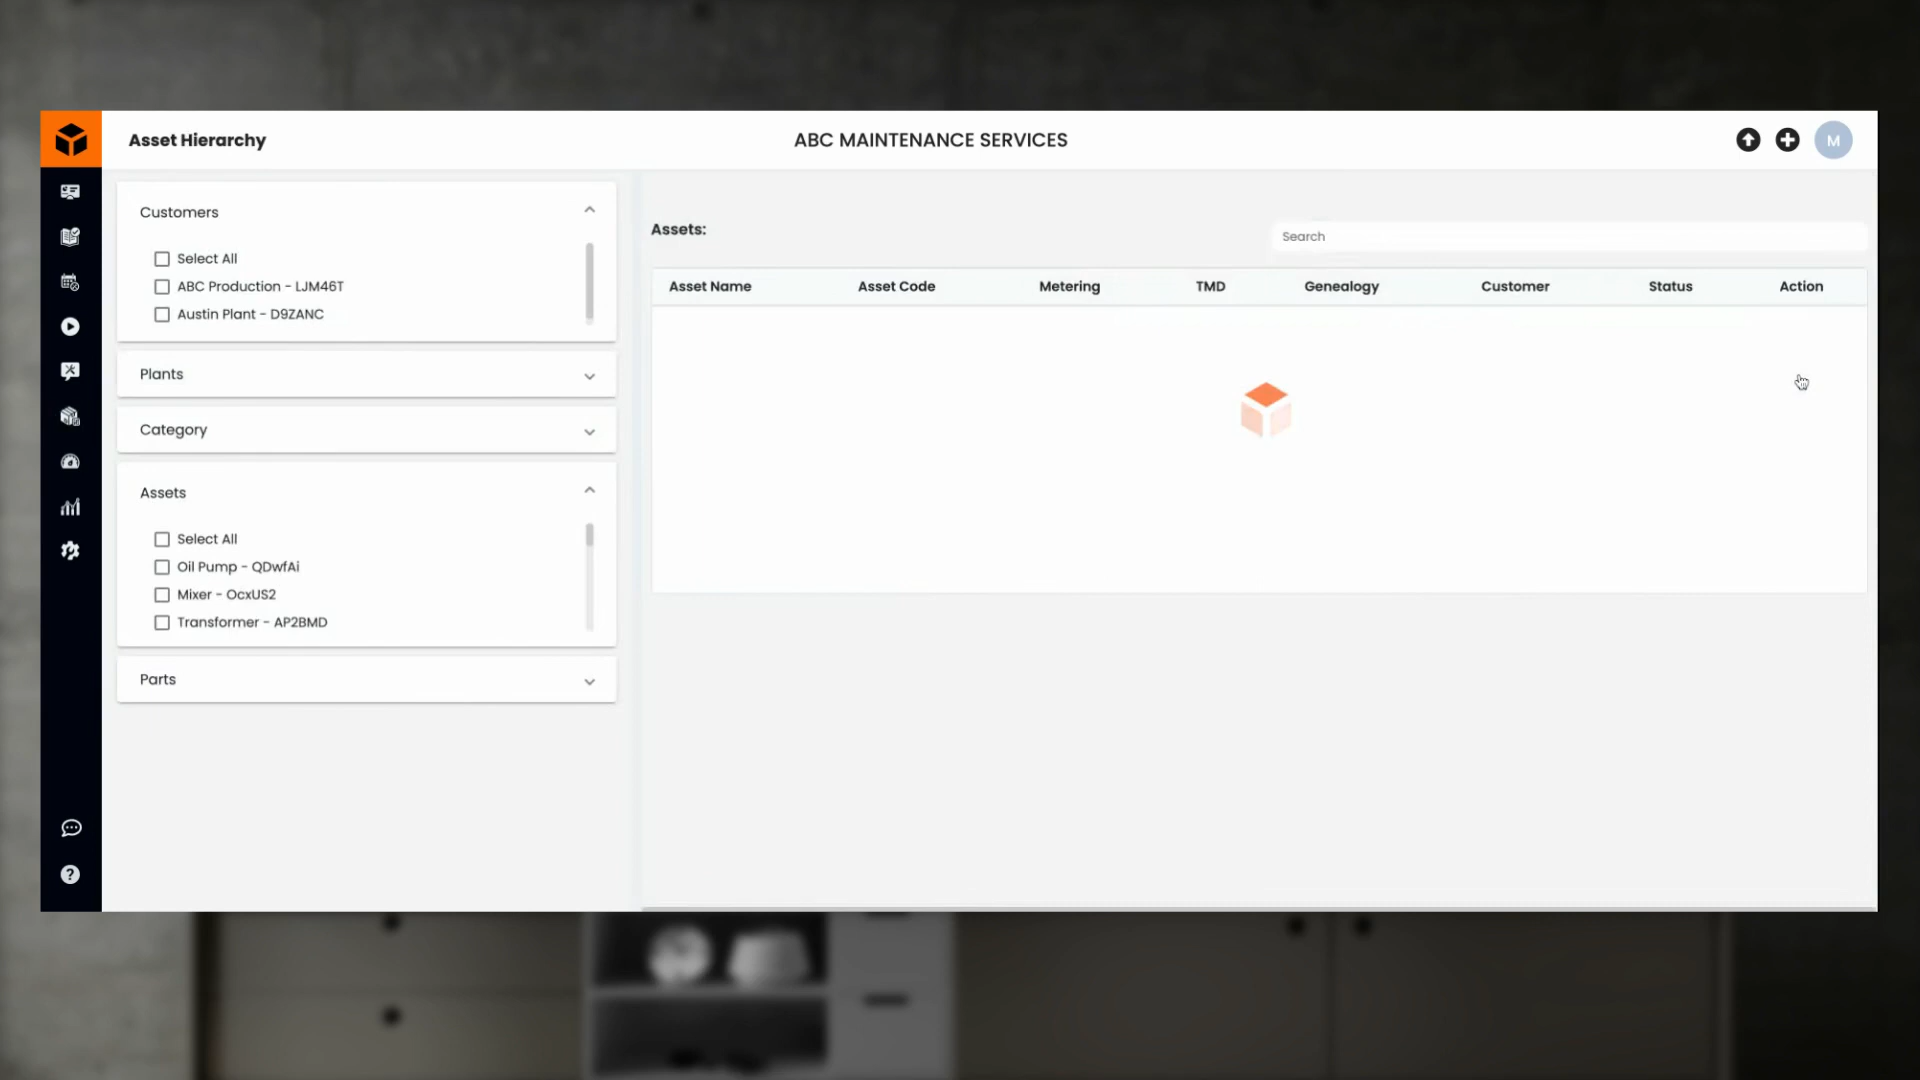 Asset Hierarchy
ABC MAINTENANCE SERVICES
M
Customers
Select All
ABC Production - LJM46T
Austin Plant - D9ZANC
Plants
Category
Assets
Select All
Oil Pump - QDwfAi
Mixer - OcxUS2
Transformer - AP2BMD
Parts
Assets:
Search
Asset Name Asset Code Metering TMD Genealogy Customer Status Action
?